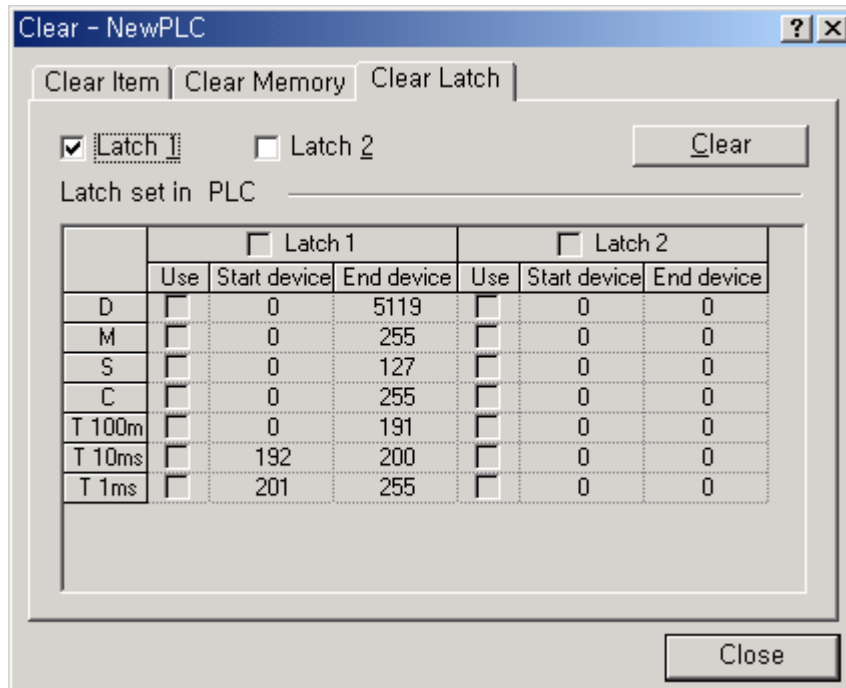 Clear - NewPLC
Clear Item Clear Memory Clear Latch
Latch 1 Latch 2 Clear
Latch set in PLC
Latch 1 Latch 2
Use Start device End device Use Start device End device
D 0 5119 0 0
M 0 255 0 0
S 0 127 0 0
C 0 255 0 0
T 100m 0 191 0 0
T 10ms 192 200 0 0
T 1ms 201 255 0 0
Close